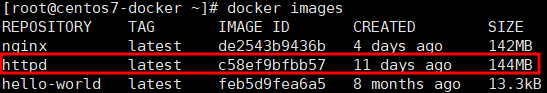 [root@centos7-docker ~]# docker images
REPOSITORY TAG IMAGE ID CREATED SIZE
nginx latest de2543b9436b 4 days ago 142MB
httpd latest c58ef9bfbb57 11 days ago 144MB
hello-world latest feb5d9fea6a5 8 months ago 13.3kB